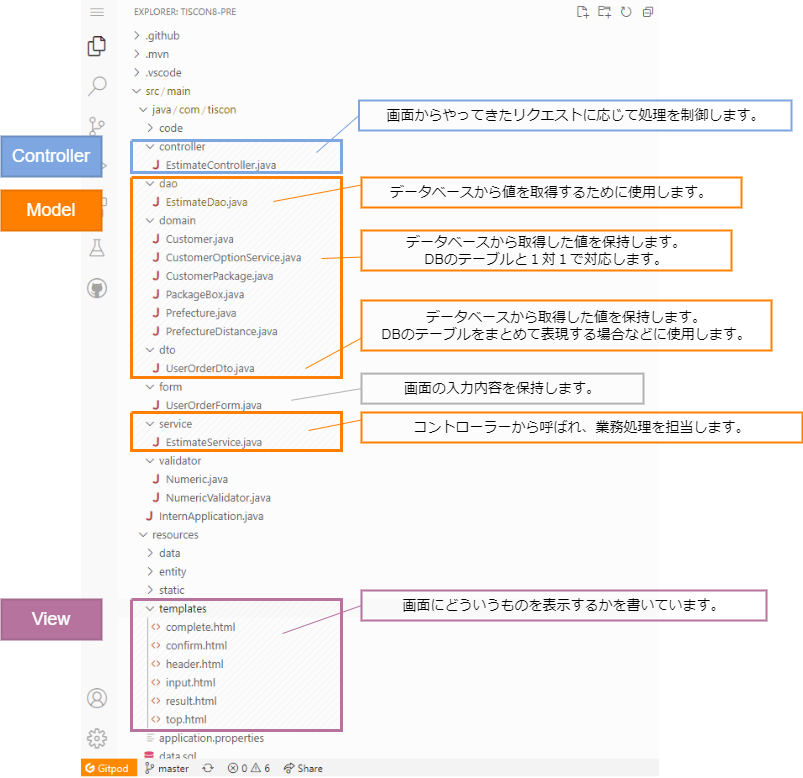 EXPLORER: TISCON8-PRE
.github
.mvn
.vscode
src / main
java / com / tiscon
code
画面からやってきたリクエストに応じて処理を制御します。
Controller
controller
EstimateController.java
Model
dao
EstimateDao.java
データベースから値を取得するために使用します。
domain
Customer.java
CustomerOptionService.java
CustomerPackage.java
PackageBox.java
Prefecture.java
PrefectureDistance.java
データベースから取得した値を保持します。
DBのテーブルと１対１で対応します。
dto
UserOrderDto.java
データベースから取得した値を保持します。
DBのテーブルをまとめて表現する場合などに使用します。
form
UserOrderForm.java
画面の入力内容を保持します。
service
EstimateService.java
コントローラーから呼ばれ、業務処理を担当します。
validator
Numeric.java
NumericValidator.java
InternApplication.java
resources
data
entity
static
View
templates
complete.html
confirm.html
header.html
input.html
result.html
top.html
画面にどういうものを表示するかを書いています。
application.properties
data.sql
Gitpod master 0 6 Share